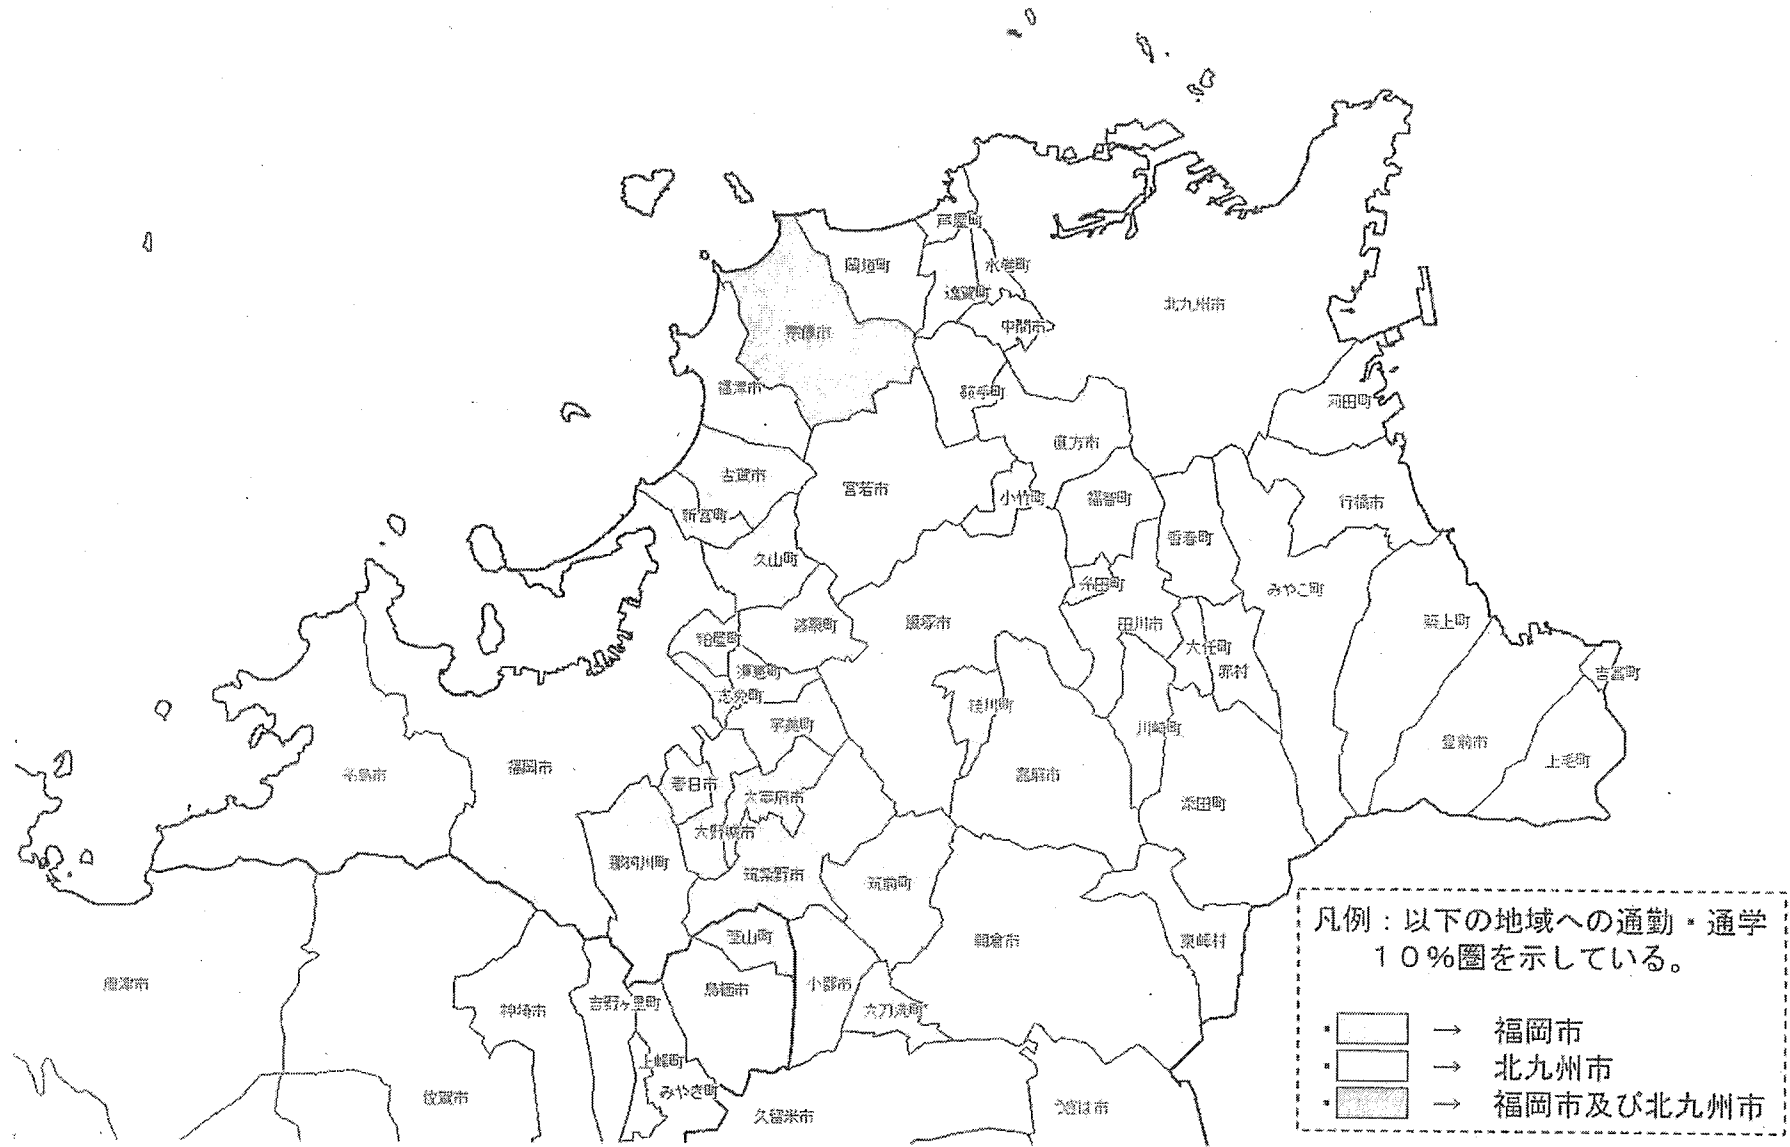 芦屋町
岡垣町
水巻町
遠賀町
北九州市
中間市
宗像市
福津市
鞍手町
苅田町
直方市
古賀市
宮若市
小竹町
福智町
行橋市
新宮町
香春町
久山町
糸田町
みやこ町
粕屋町
篠栗町
飯塚市
田川市
築上町
大任町
赤村
須恵町
吉富町
志免町
桂川町
宇美町
川崎町
豊前市
上毛町
糸島市
福岡市
春日市
太宰府市
嘉麻市
添田町
大野城市
那珂川町
筑紫野市
筑前町
基山町
朝倉市
東峰村
唐津市
神埼市
吉野ヶ里町
鳥栖市
小郡市
大刀洗町
上峰町
みやき町
佐賀市
久留米市
うきは市
凡例：以下の地域への通勤・通学
１０％圏を示している。
・ → 福岡市
・ → 北九州市
・ → 福岡市及び北九州市